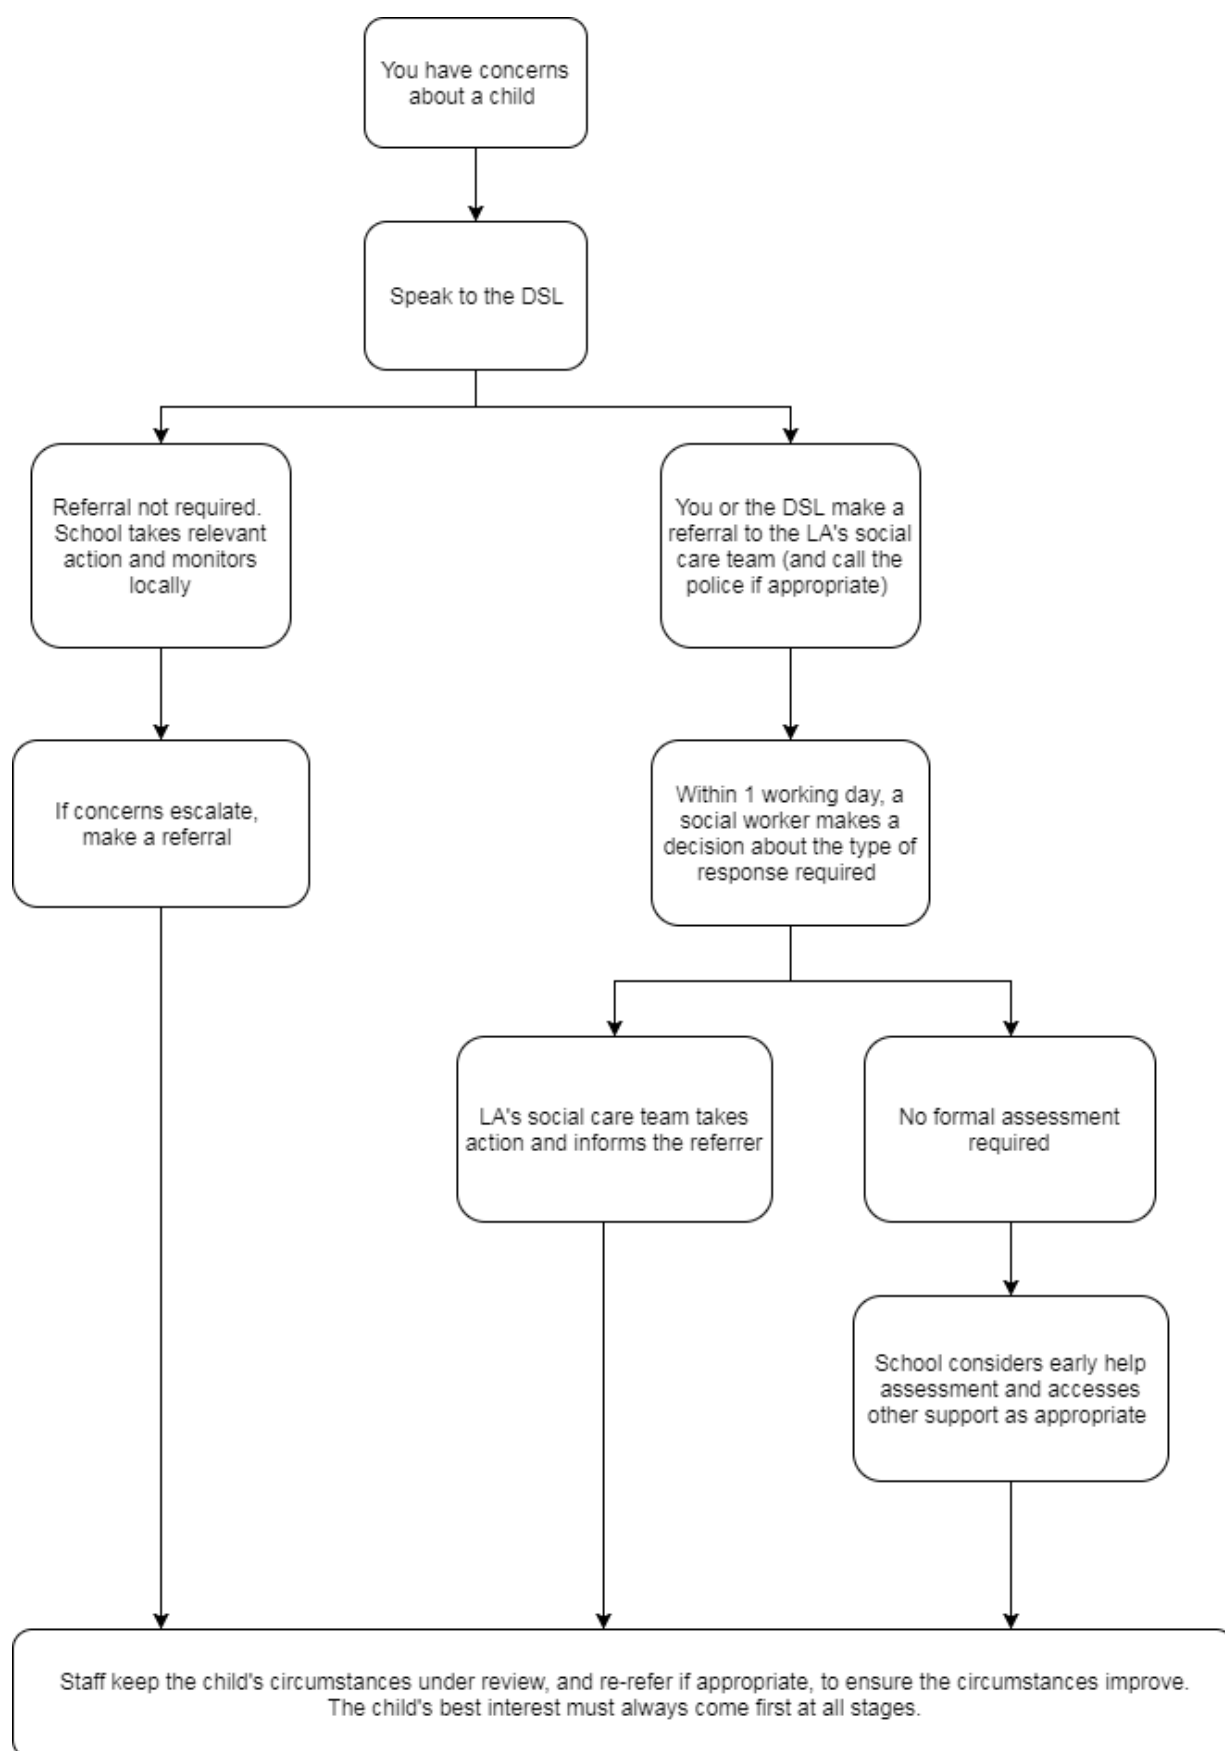 You have concerns
about a child
Speak to the DSL
Referral not required.
School takes relevant
action and monitors
locally
You or the DSL make a
referral to the LA's social
care team (and call the
police if appropriate)
If concerns escalate,
make a referral
Within 1 working day, a
social worker makes a
decision about the type of
response required
LA's social care team takes
action and informs the referrer
No formal assessment
required
School considers early help
assessment and accesses
other support as appropriate
Staff keep the child's circumstances under review, and re-refer if appropriate, to ensure the circumstances improve.
The child's best interest must always come first at all stages.